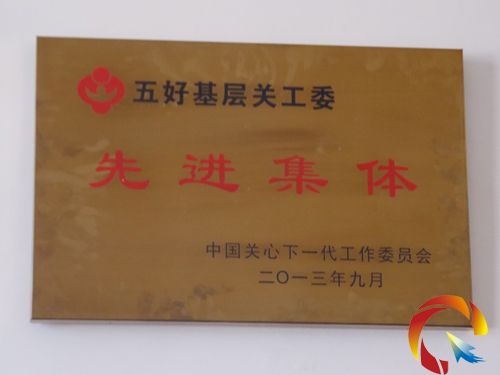 五好基层关工委
先进集体
中国关心下一代工作委员会
二〇一三年九月